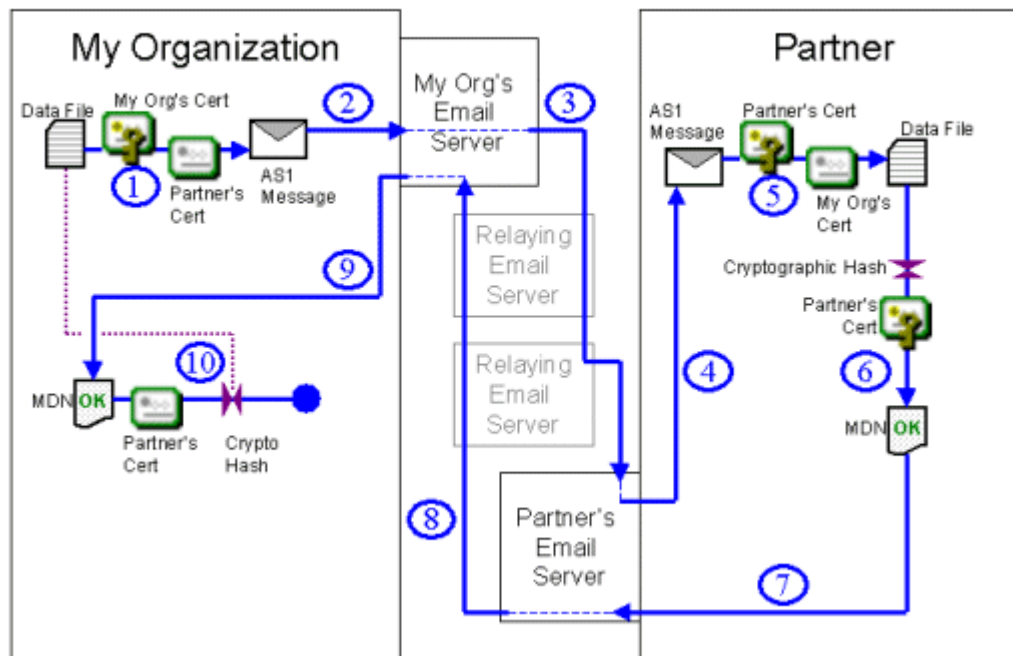 My Organization
Partner
My Org's
Email
Server
Data File
My Org's Cert
Partner's
Cert
AS1
Message
1
2
3
AS1
Message
Partner's Cert
Data File
5
My Org's
Cert
Relaying
Email
Server
Relaying
Email
Server
Cryptographic Hash
Partner's
Cert
4
6
MDN
OK
9
10
MDN
OK
Partner's
Cert
Crypto
Hash
8
Partner's
Email
Server
7